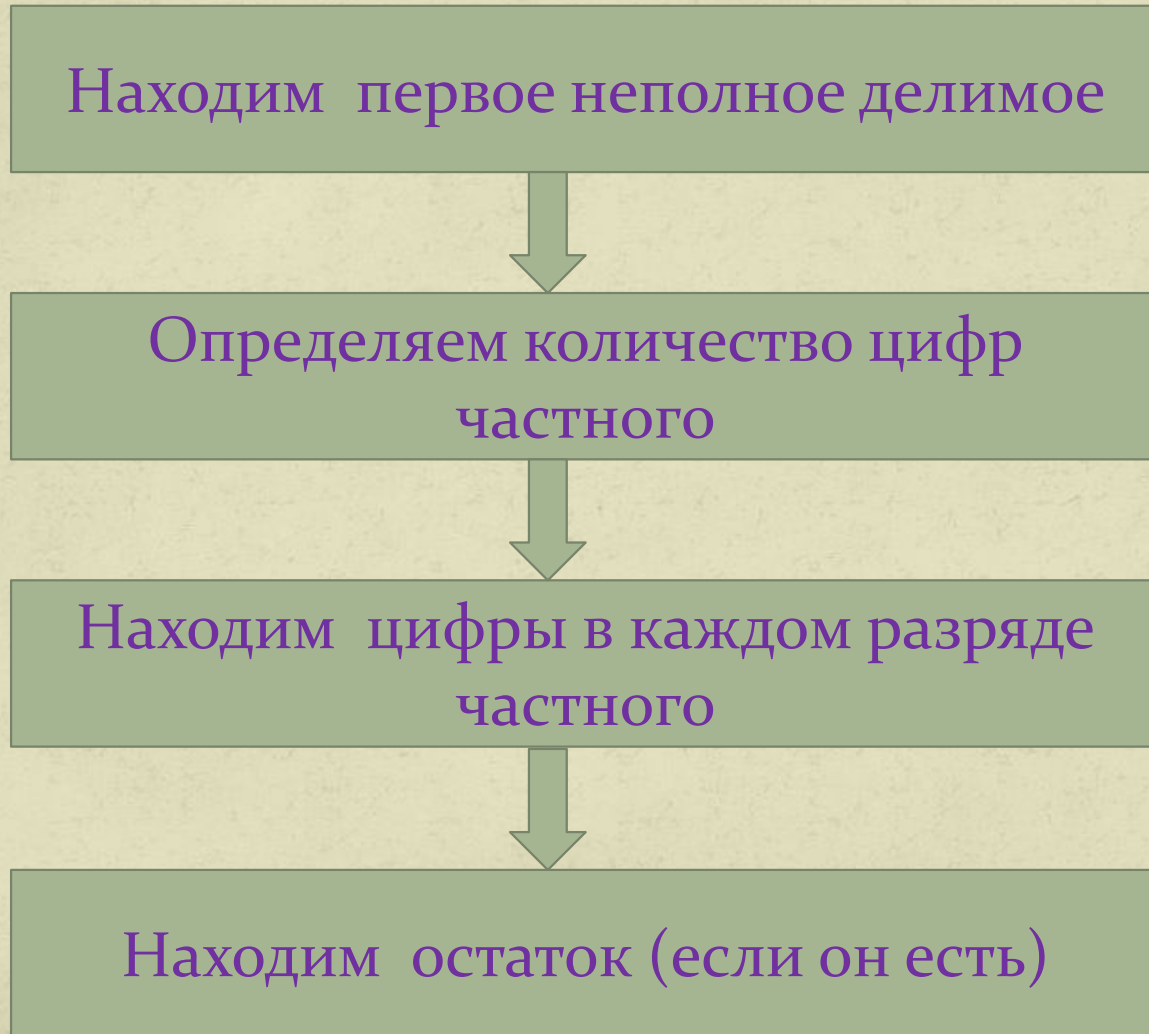 Находим первое неполное делимое
Определяем количество цифр
частного
Находим цифры в каждом разряде
частного
Находим остаток (если он есть)